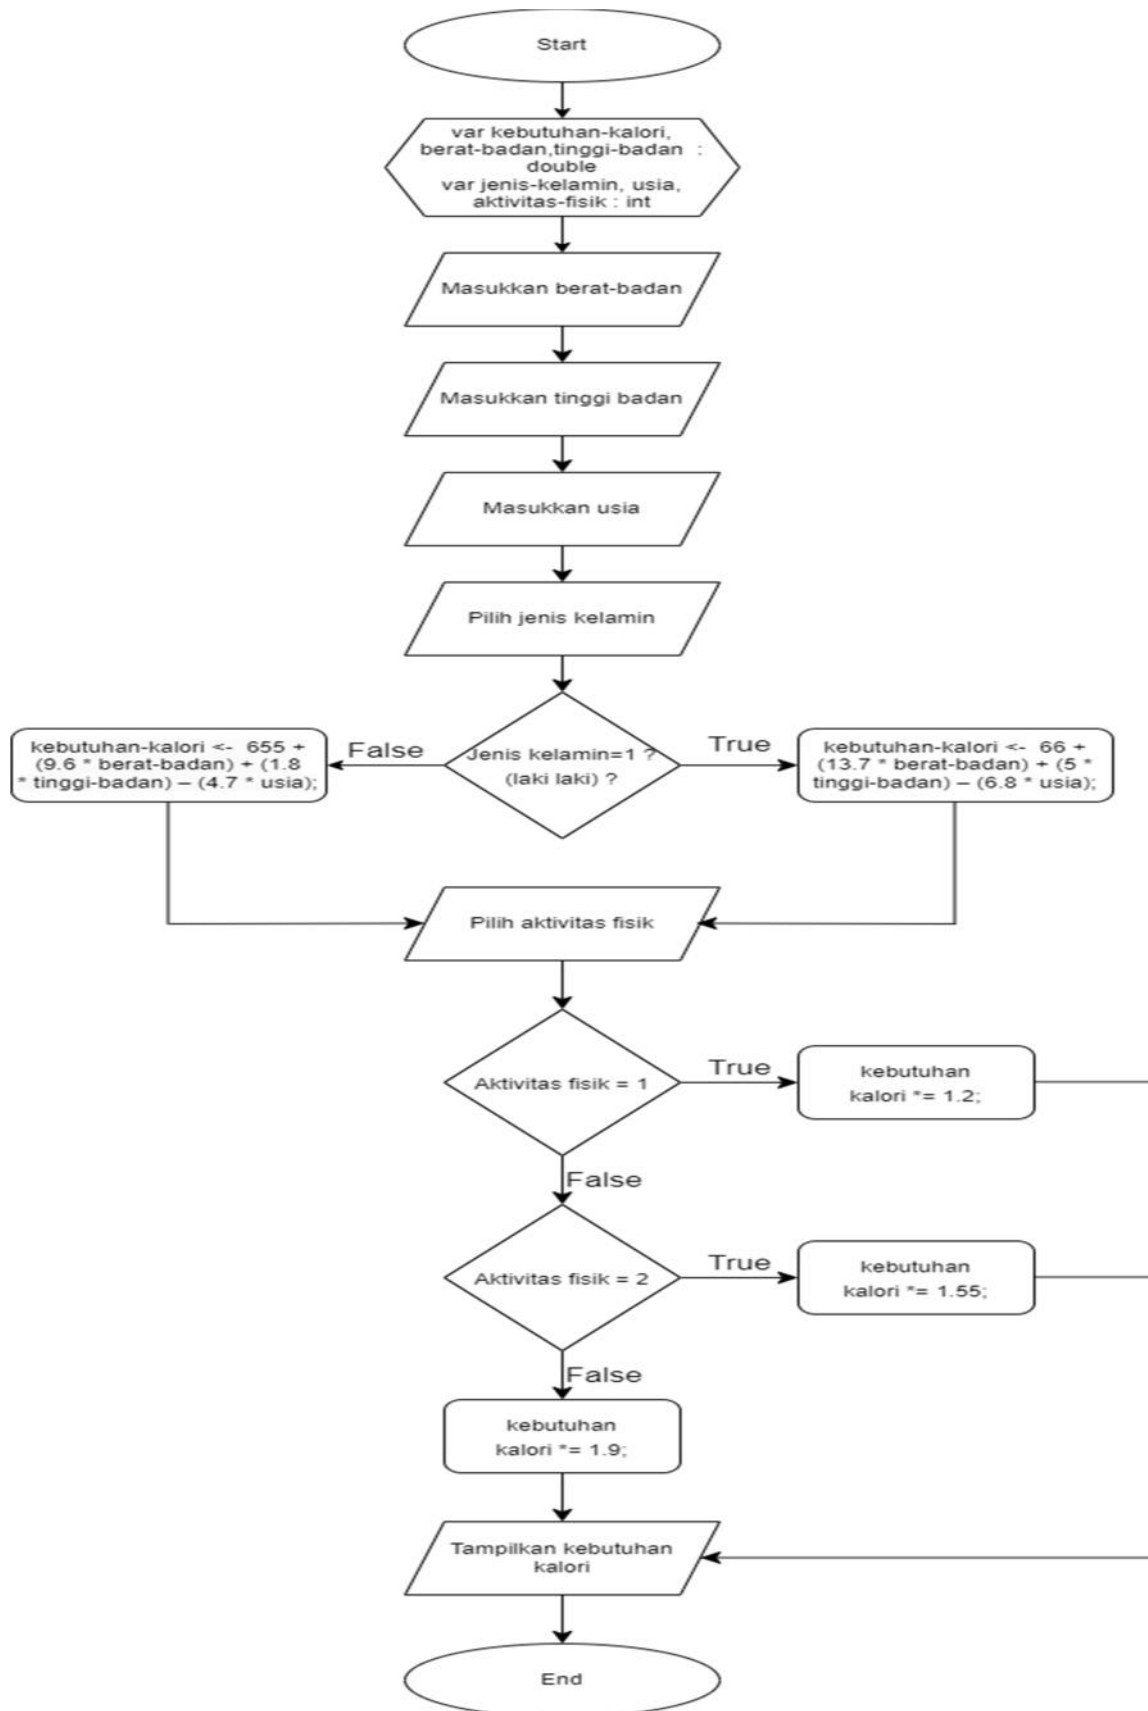 Start
var kebutuhan-kalori,
berat-badan,tinggi-badan :
double
var jenis-kelamin, usia,
aktivitas-fisik : int
Masukkan berat-badan
Masukkan tinggi badan
Masukkan usia
Pilih jenis kelamin
Jenis kelamin=1 ?
(laki laki) ?
False
True
kebutuhan-kalori <- 655 +
(9.6 * berat-badan) + (1.8
* tinggi-badan) – (4.7 * usia);
kebutuhan-kalori <- 66 +
(13.7 * berat-badan) + (5 *
tinggi-badan) – (6.8 * usia);
Pilih aktivitas fisik
Aktivitas fisik = 1
True
kebutuhan
kalori *= 1.2;
False
Aktivitas fisik = 2
True
kebutuhan
kalori *= 1.55;
False
kebutuhan
kalori *= 1.9;
Tampilkan kebutuhan
kalori
End